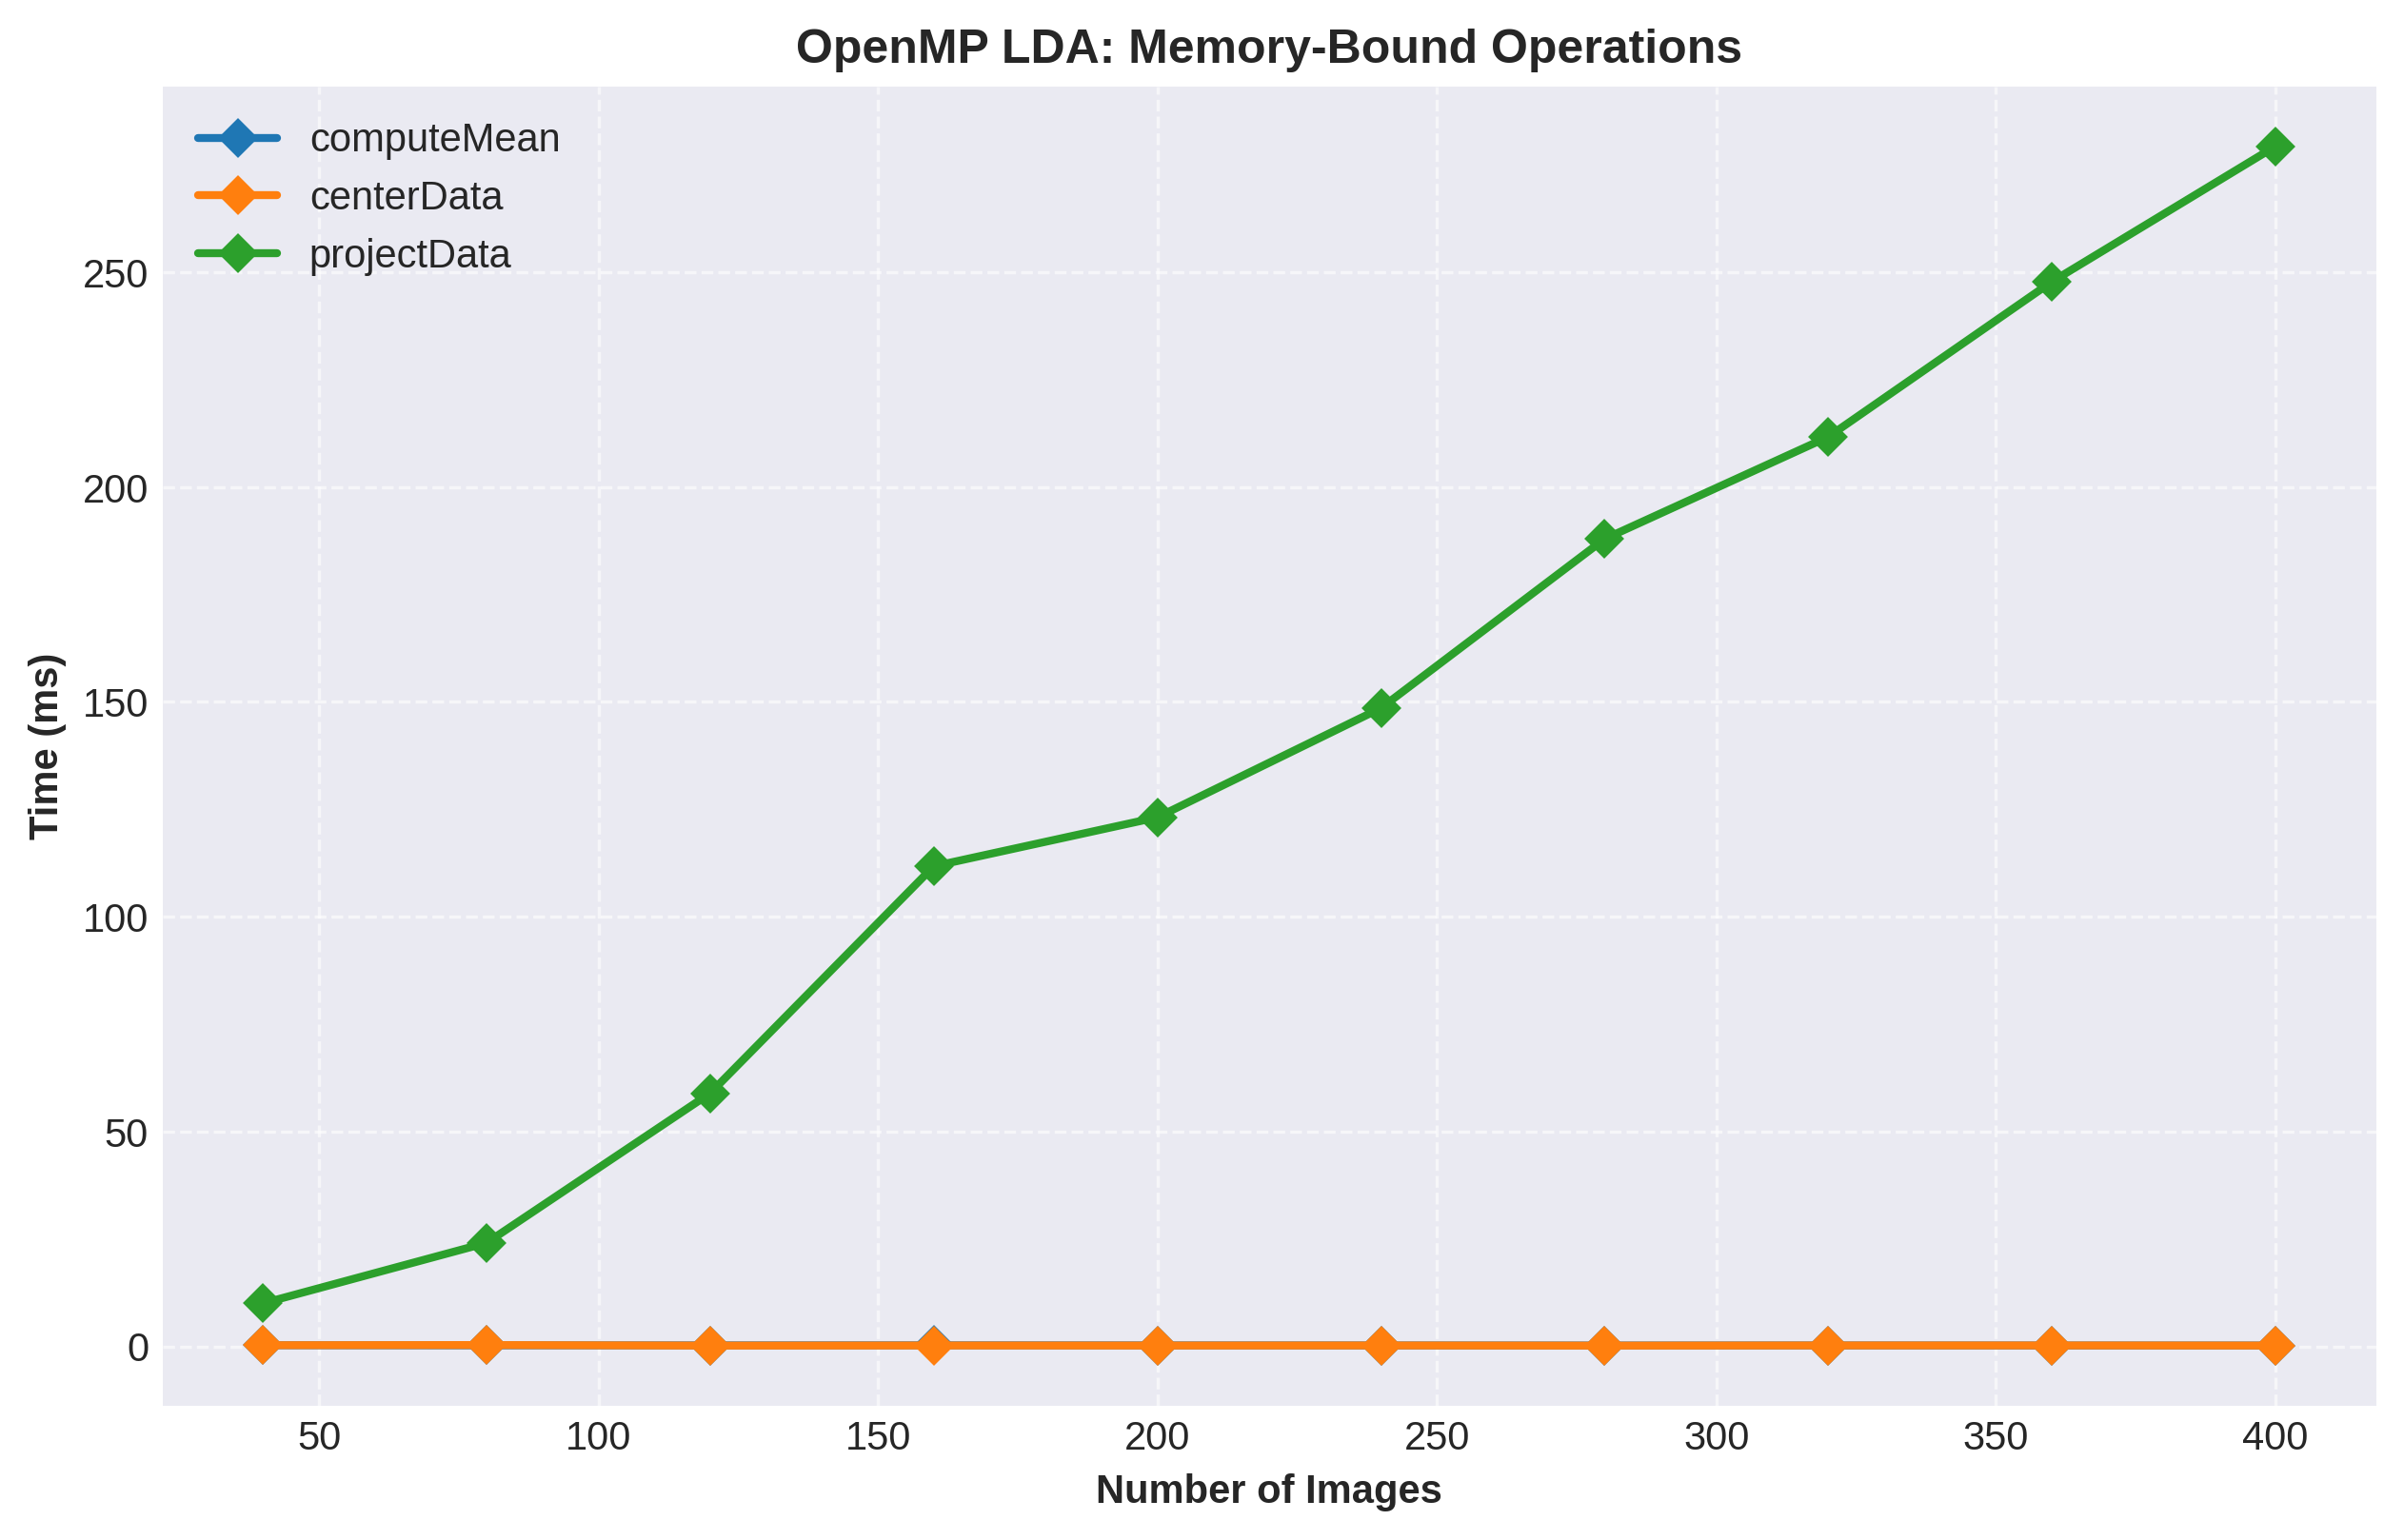 OpenMP LDA: Memory-Bound Operations
computeMean
centerData
projectData
250
200
150
100
50
0
Time (ms)
50 100 150 200 250 300 350 400
Number of Images